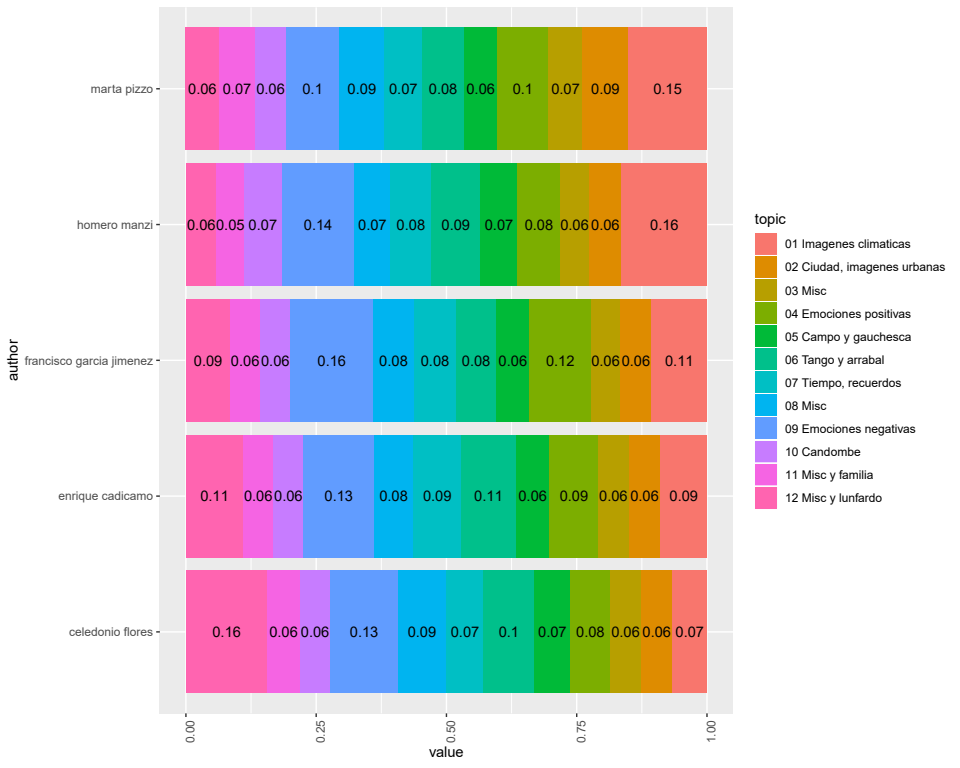 marta pizzo
0.06 0.07 0.06 0.1 0.09 0.07 0.08 0.06 0.1 0.07 0.09 0.15
homero manzi
0.06 0.05 0.07 0.14 0.07 0.08 0.09 0.07 0.08 0.06 0.06 0.16
francisco garcia jimenez
0.09 0.06 0.06 0.16 0.08 0.08 0.08 0.06 0.12 0.06 0.06 0.11
enrique cadicamo
0.11 0.06 0.06 0.13 0.08 0.09 0.11 0.06 0.09 0.06 0.06 0.09
celedonio flores
0.16 0.06 0.06 0.13 0.09 0.07 0.1 0.07 0.08 0.06 0.06 0.07
author
0.00 0.25 0.50 0.75 1.00
value
topic
01 Imagenes climaticas
02 Ciudad, imagenes urbanas
03 Misc
04 Emociones positivas
05 Campo y gauchesca
06 Tango y arrabal
07 Tiempo, recuerdos
08 Misc
09 Emociones negativas
10 Candombe
11 Misc y familia
12 Misc y lunfardo